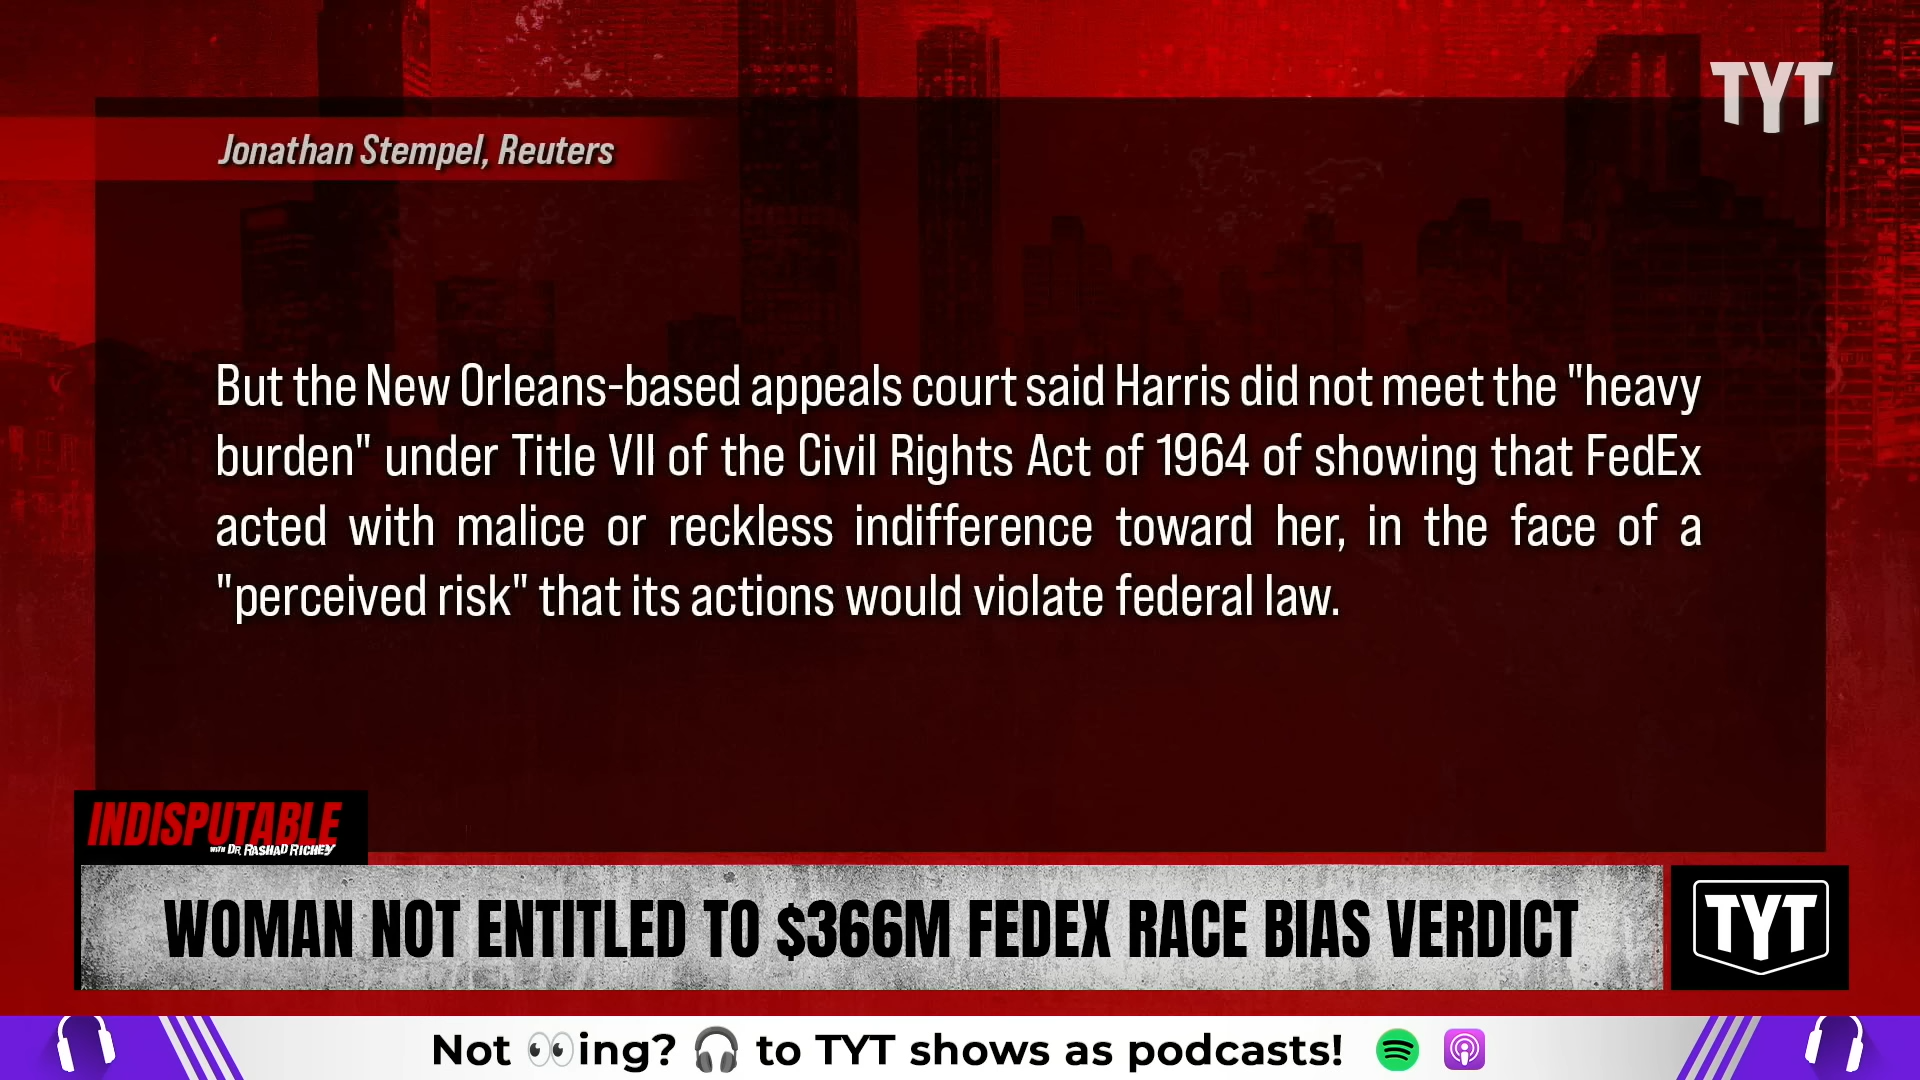 TYT
Jonathan Stempel, Reuters
But the New Orleans-based appeals court said Harris did not meet the "heavy
burden" under Title VII of the Civil Rights Act of 1964 of showing that FedEx
acted with malice or reckless indifference toward her, in the face of a
"perceived risk" that its actions would violate federal law.
INDISPUTABLE
WITH DR RASHAD RICHEY
WOMAN NOT ENTITLED TO $366M FEDEX RACE BIAS VERDICT
TYT
Not 👀ing? 🎧 to TYT shows as podcasts!